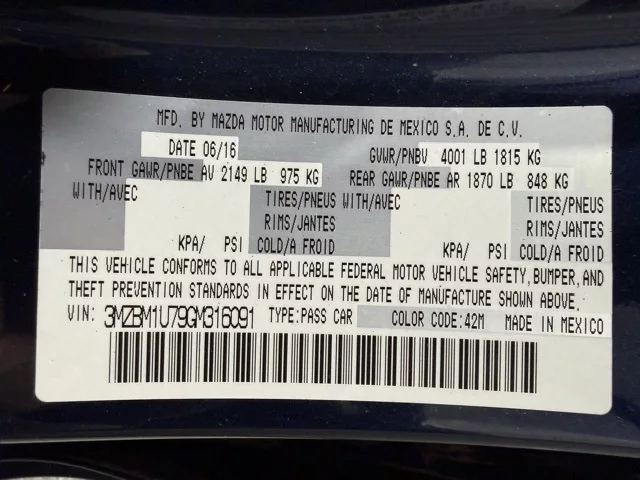 MFD. BY MAZDA MOTOR MANUFACTURING DE MEXICO S.A. DE C.V.
DATE 06/16 GVWR/PNBV 4001 LB 1815 KG
FRONT GAWR/PNBE AV 2149 LB 975 KG REAR GAWR/PNBE AR 1870 LB 848 KG
WITH/AVEC TIRES/PNEUS WITH/AVEC TIRES/PNEUS
RIMS/JANTES RIMS/JANTES
KPA/ PSI COLD/A FROID KPA/ PSI COLD/A FROID
THIS VEHICLE CONFORMS TO ALL APPLICABLE FEDERAL MOTOR VEHICLE SAFETY, BUMPER, AND
THEFT PREVENTION STANDARDS IN EFFECT ON THE DATE OF MANUFACTURE SHOWN ABOVE.
VIN: 3MZBM1U79GM316091 TYPE: PASS CAR COLOR CODE: 42M MADE IN MEXICO